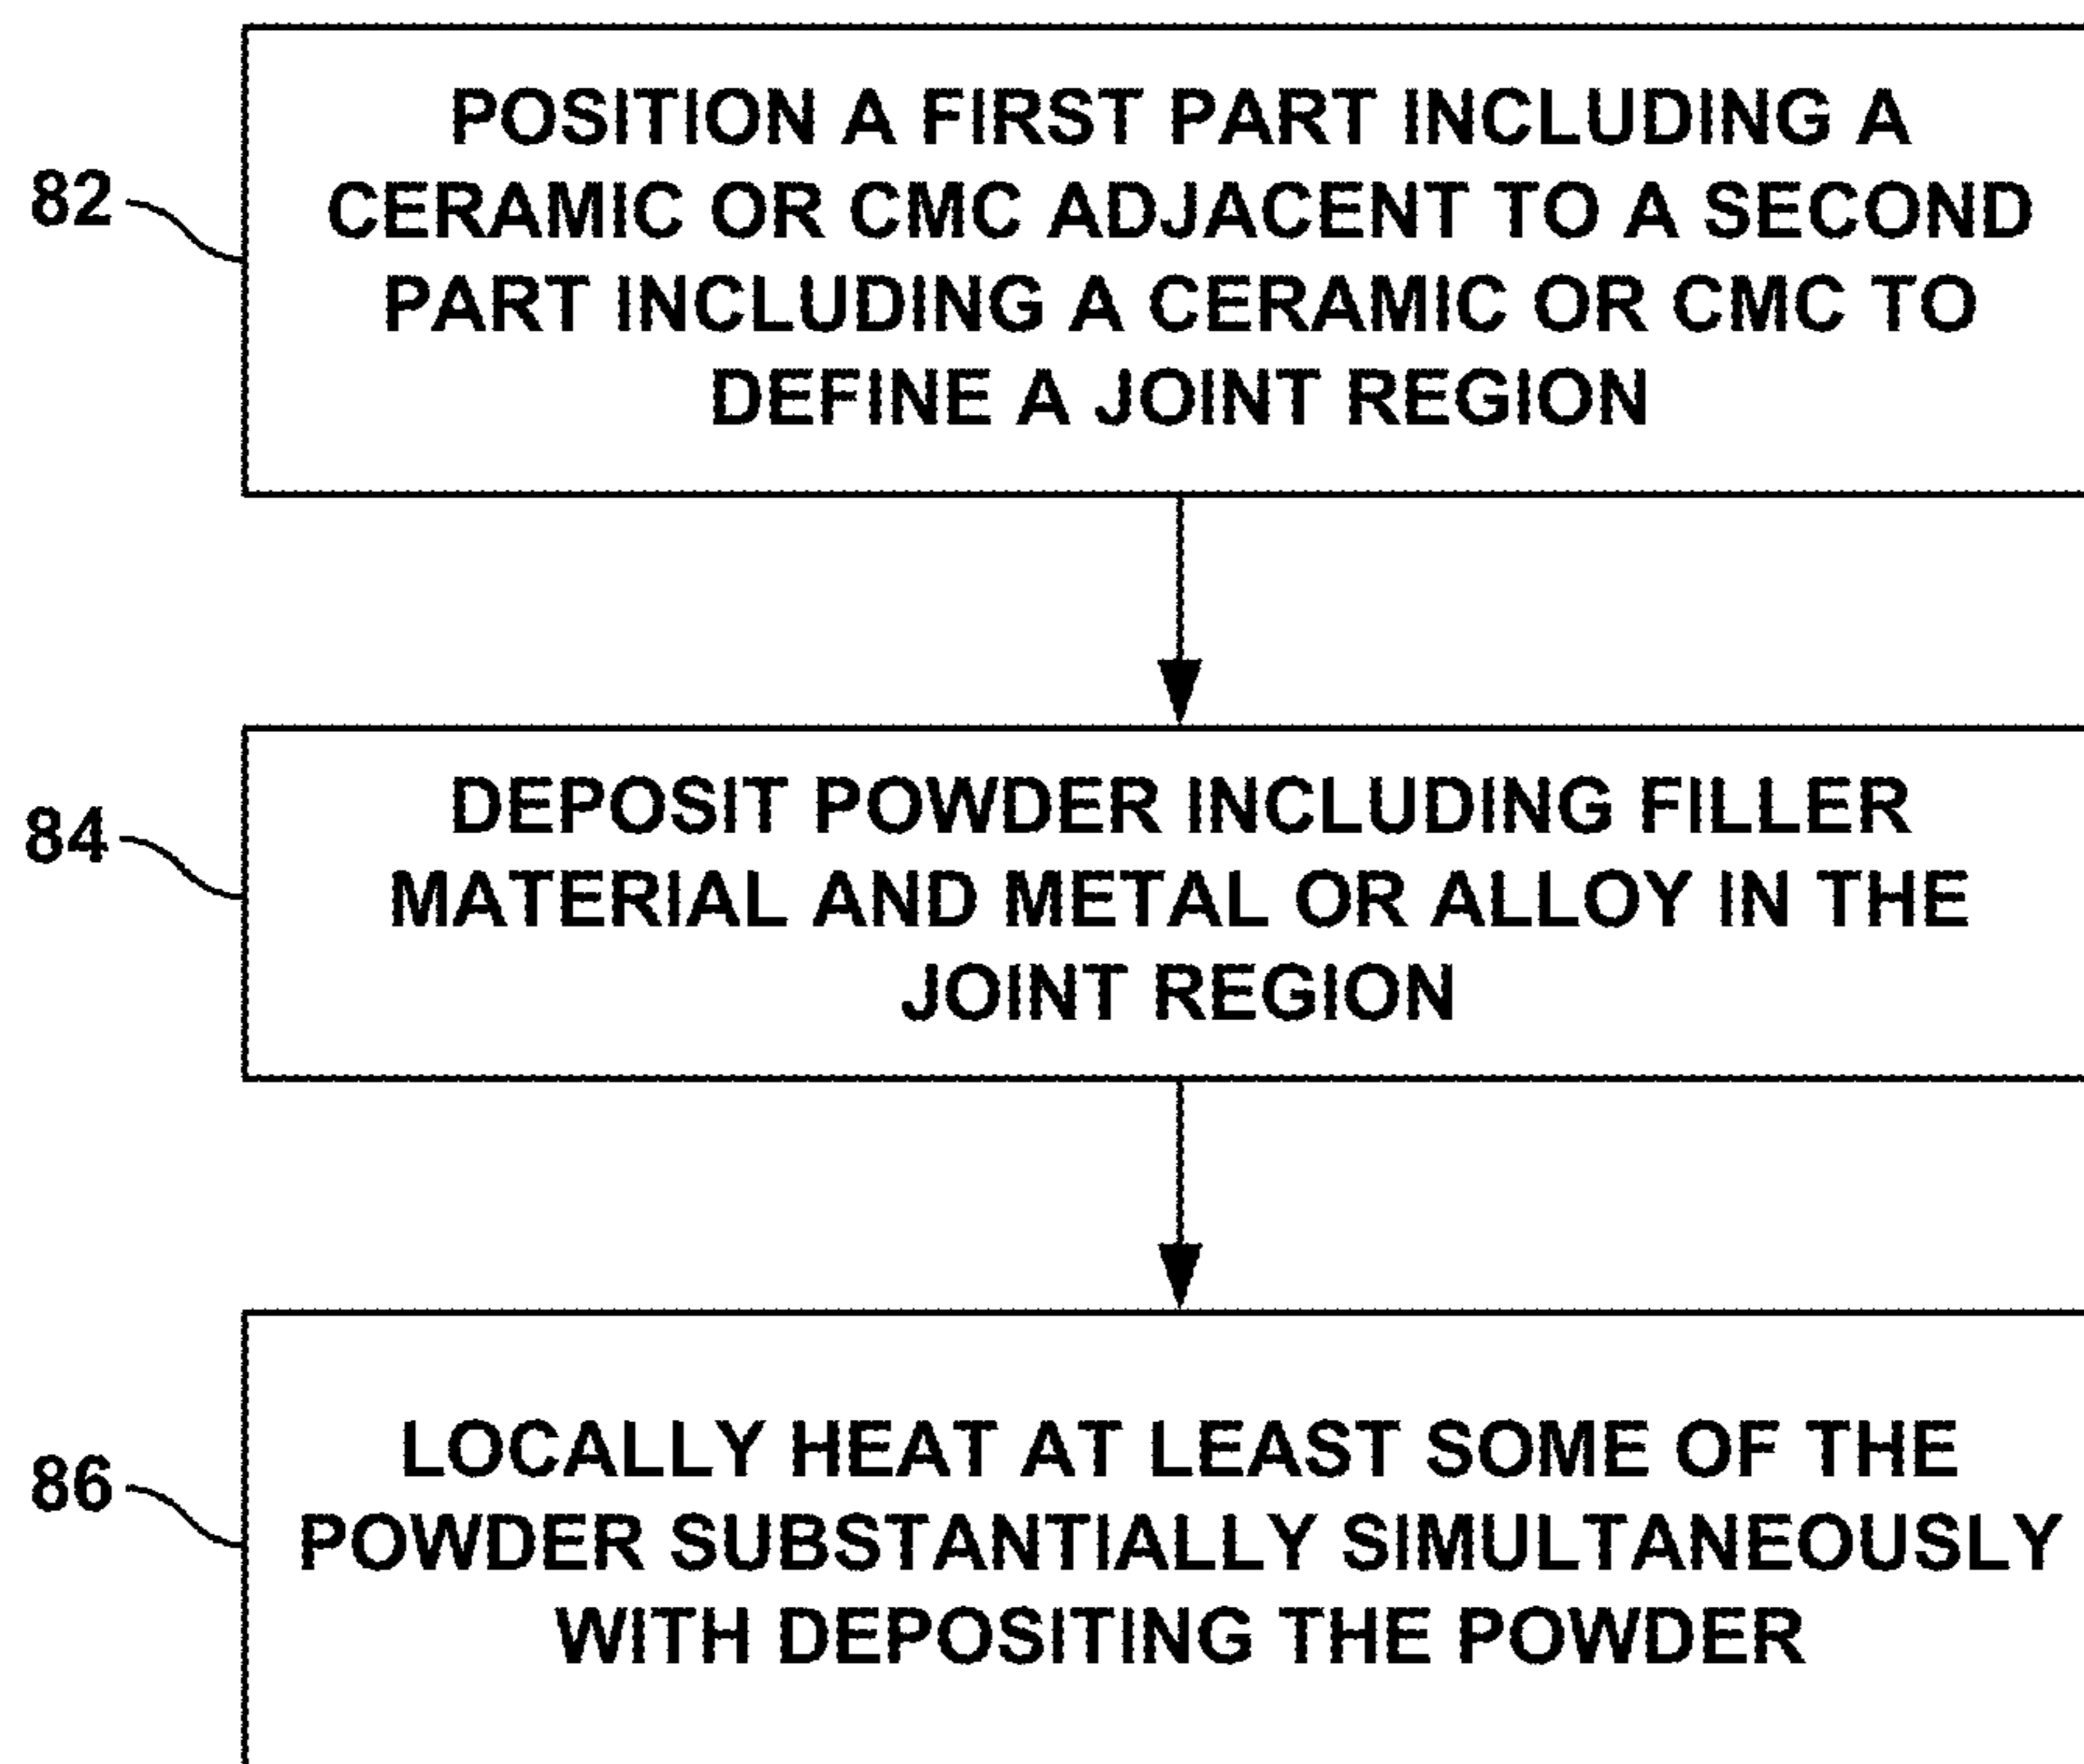 POSITION A FIRST PART INCLUDING A
82
CERAMIC OR CMC ADJACENT TO A SECOND
PART INCLUDING A CERAMIC OR CMC TO
DEFINE A JOINT REGION
DEPOSIT POWDER INCLUDING FILLER
84
MATERIAL AND METAL OR ALLOY IN THE
JOINT REGION
LOCALLY HEAT AT LEAST SOME OF THE
86
POWDER SUBSTANTIALLY SIMULTANEOUSLY
WITH DEPOSITING THE POWDER